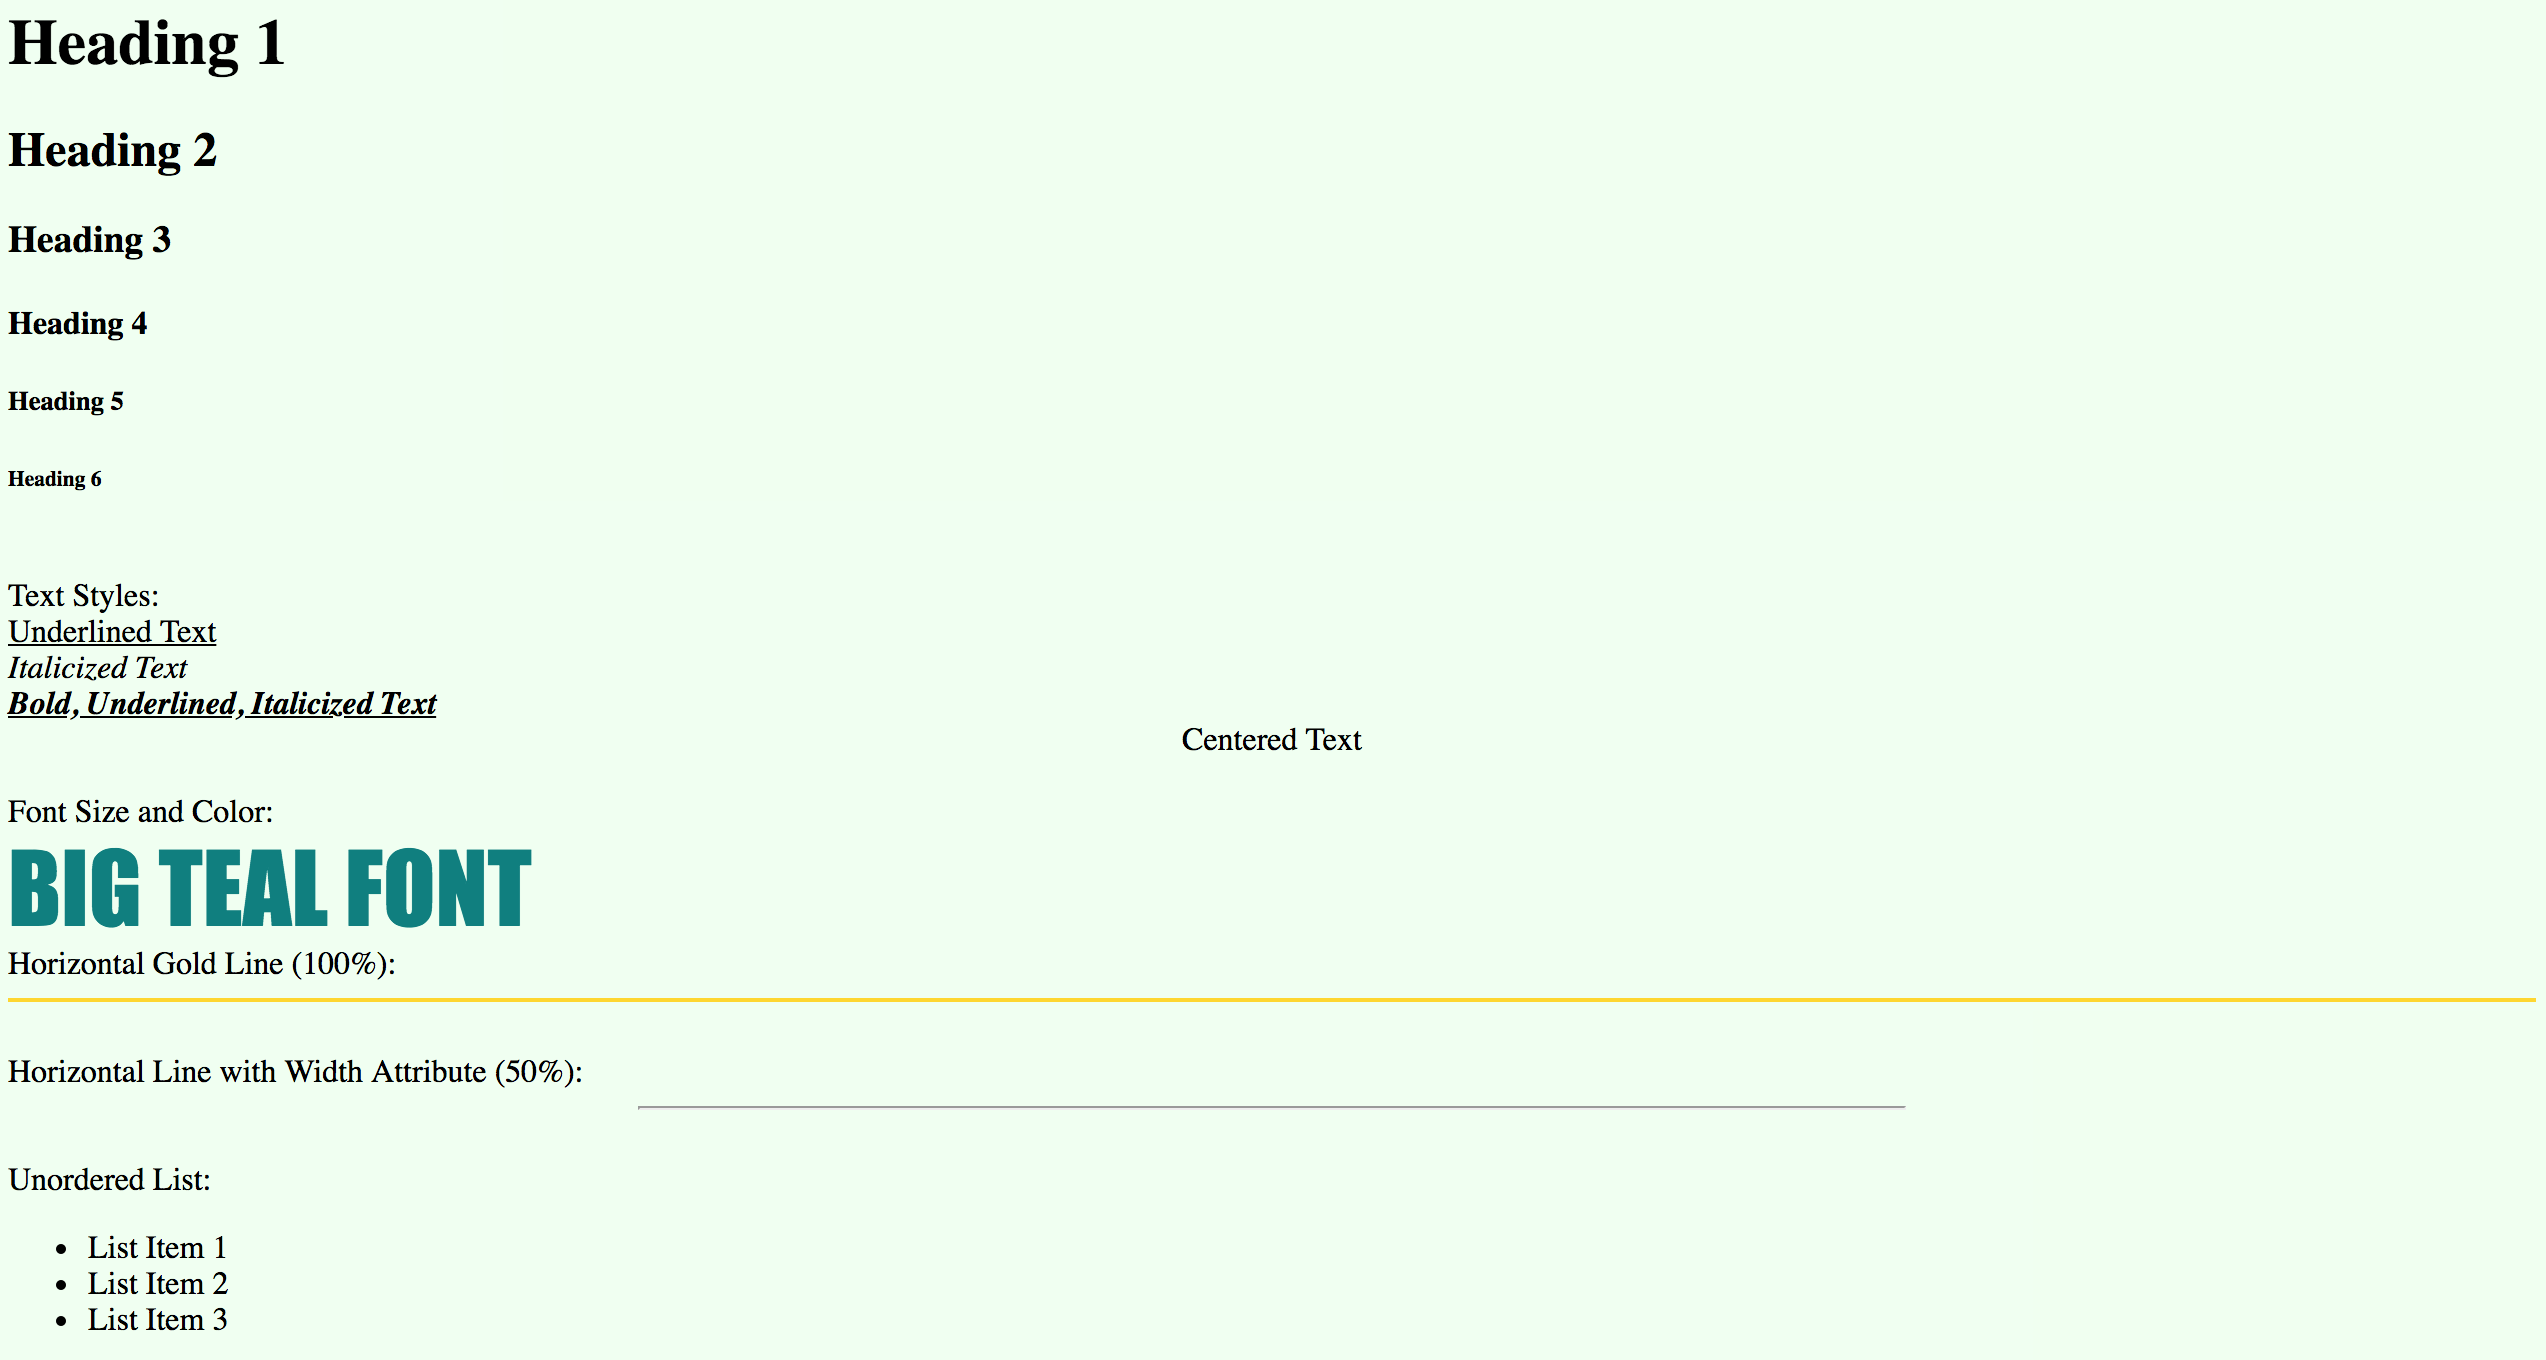 Heading 1
Heading 2
Heading 3
Heading 4
Heading 5
Heading 6
Text Styles:
Underlined Text
Italicized Text
Bold, Underlined, Italicized Text
Centered Text
Font Size and Color:
BIG TEAL FONT
Horizontal Gold Line (100%):
Horizontal Line with Width Attribute (50%):
Unordered List:
• List Item 1
• List Item 2
• List Item 3